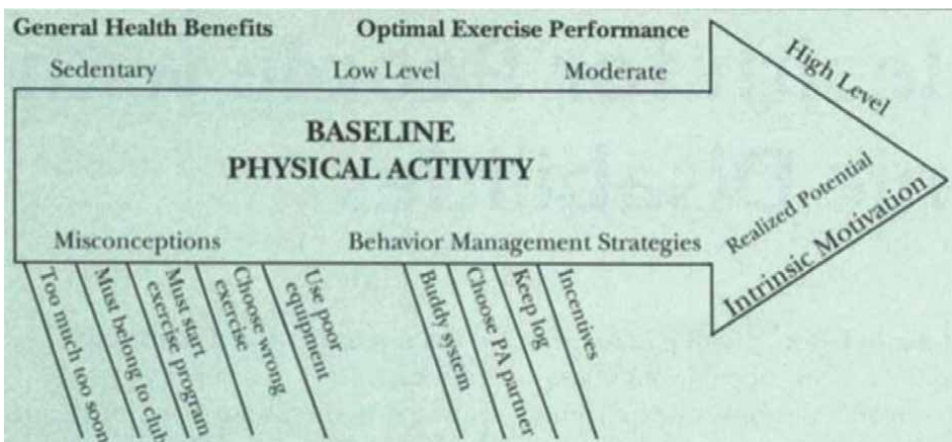 General Health Benefits
Optimal Exercise Performance
Sedentary
Low Level
Moderate
High Level
BASELINE
PHYSICAL ACTIVITY
Realized Potential
Intrinsic Motivation
Misconceptions
Behavior Management Strategies
Too much too soon
Must belong to club
Must start
exercise program
Choose wrong
exercise
Use poor
equipment
Buddy system
Choose PA partner
Keep log
Incentives